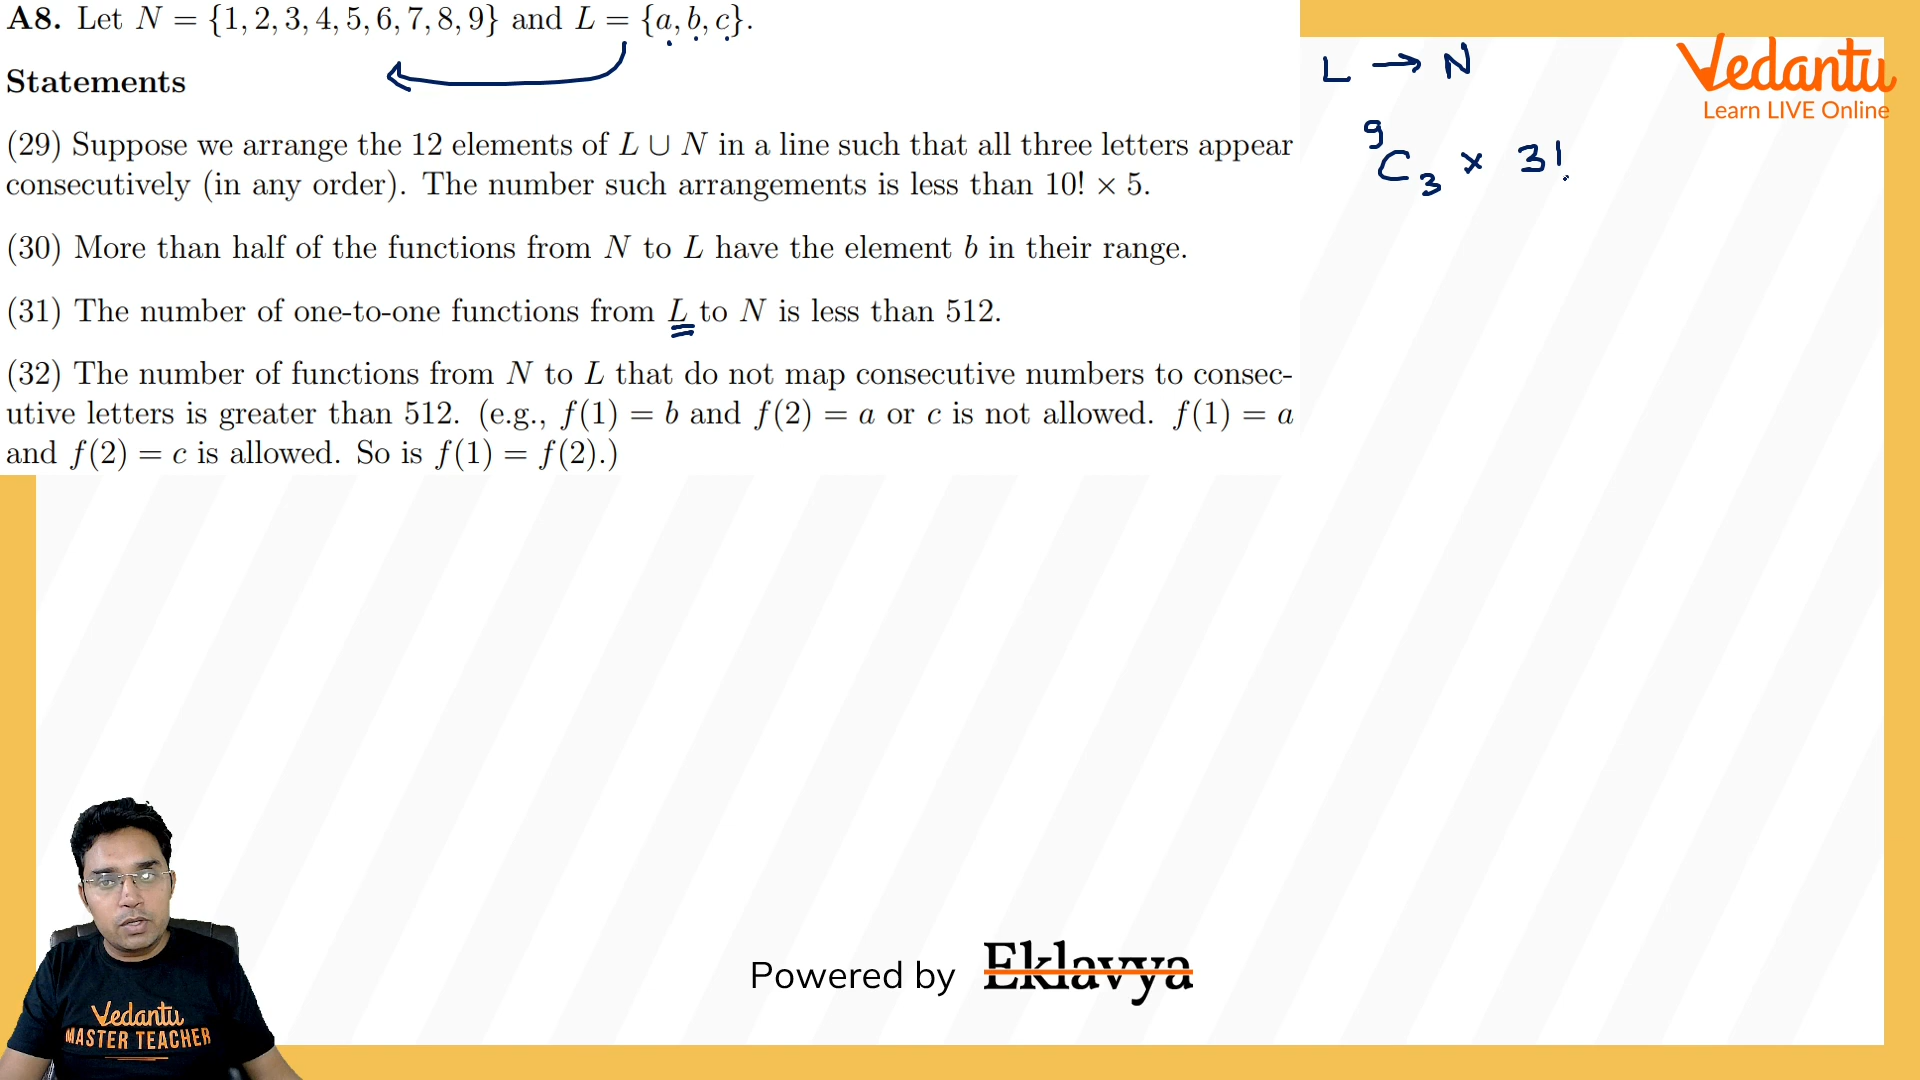 A8. Let N = {1, 2, 3, 4, 5, 6, 7, 8, 9} and L = {a, b, c}.
Statements
(29) Suppose we arrange the 12 elements of L ∪ N in a line such that all three letters appear
consecutively (in any order). The number such arrangements is less than 10! × 5.
(30) More than half of the functions from N to L have the element b in their range.
(31) The number of one-to-one functions from L to N is less than 512.
(32) The number of functions from N to L that do not map consecutive numbers to consec-
utive letters is greater than 512. (e.g., f(1) = b and f(2) = a or c is not allowed. f(1) = a
and f(2) = c is allowed. So is f(1) = f(2).)
L → N
⁹C₃ × 3!
Vedantu
Learn LIVE Online
Vedantu
MASTER TEACHER
Powered by Eklavya